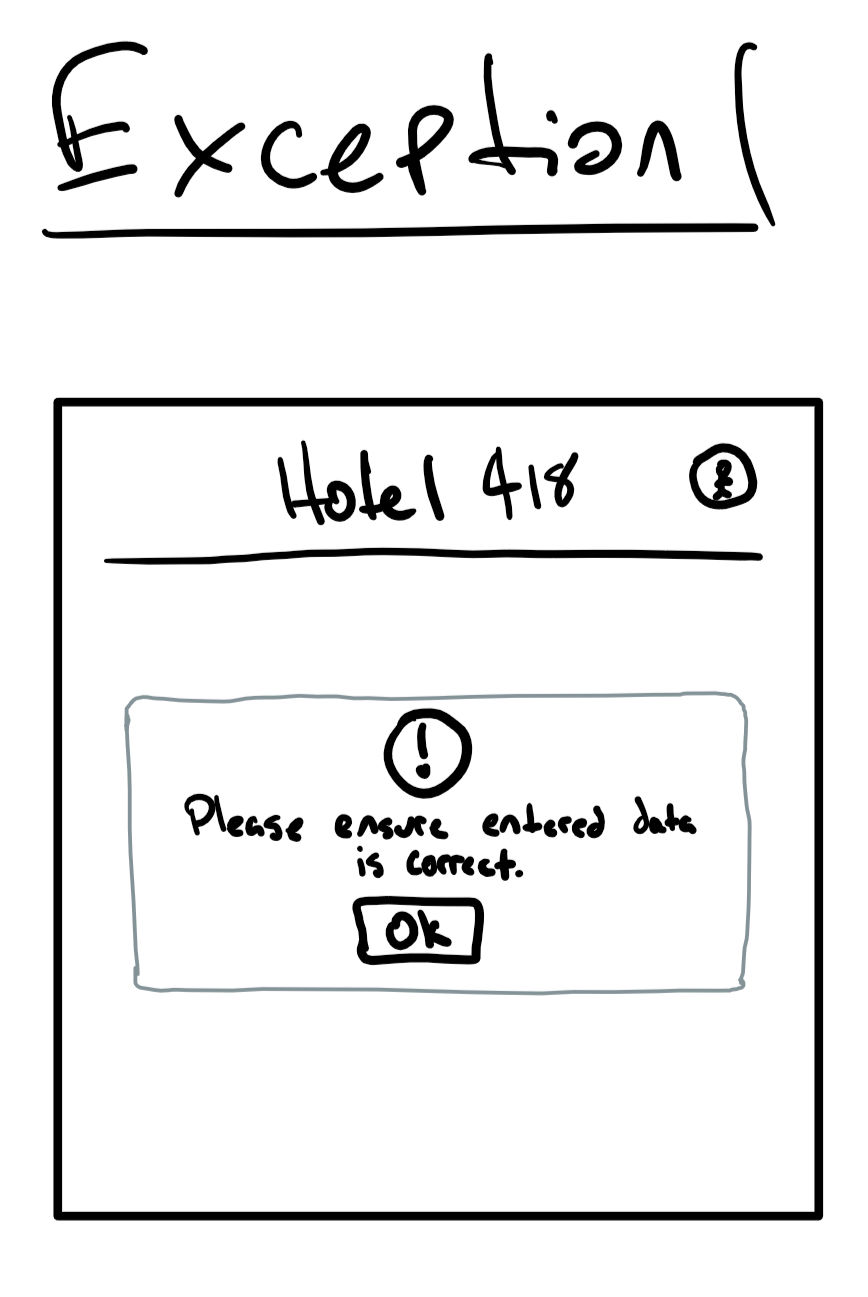 Exception 1
Hotel 418
!
Please ensure entered data
is correct.
Ok